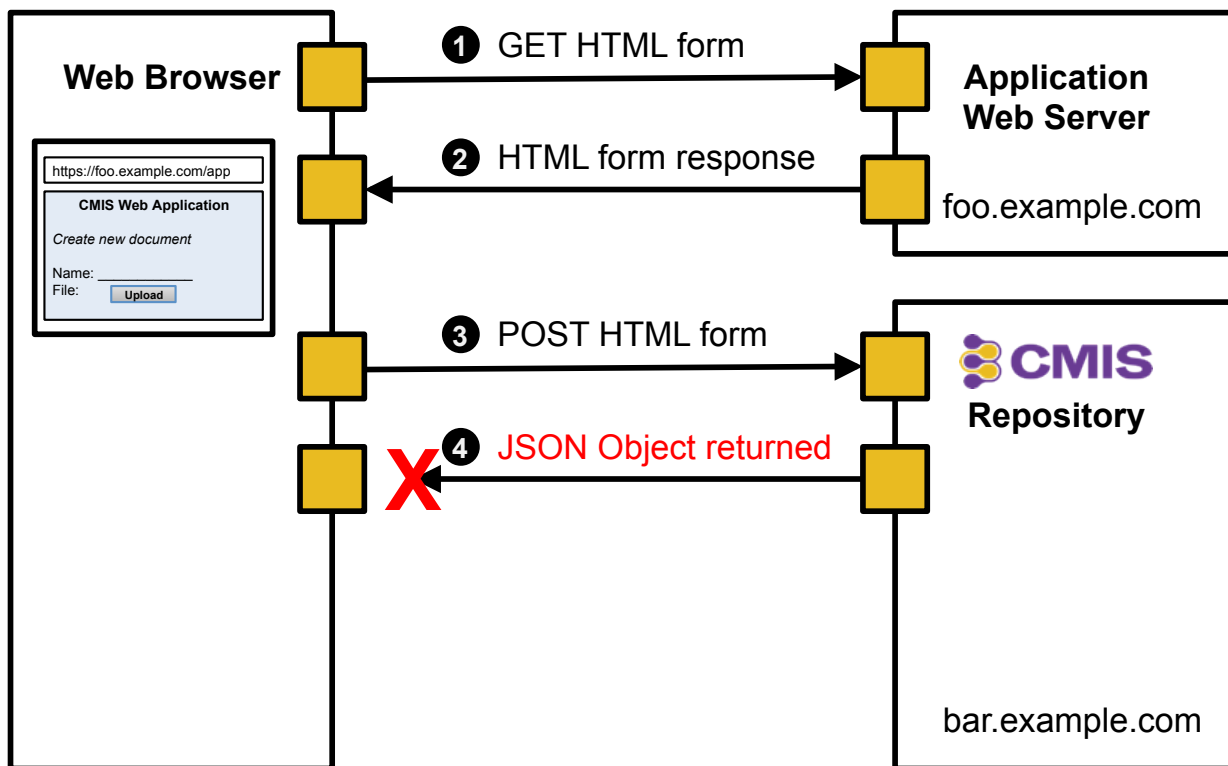 Web Browser
https://foo.example.com/app
CMIS Web Application
Create new document
Name: ____________
File:
Upload
1 GET HTML form
2 HTML form response
Application
Web Server
foo.example.com
3 POST HTML form
4 JSON Object returned
X
CMIS
Repository
bar.example.com